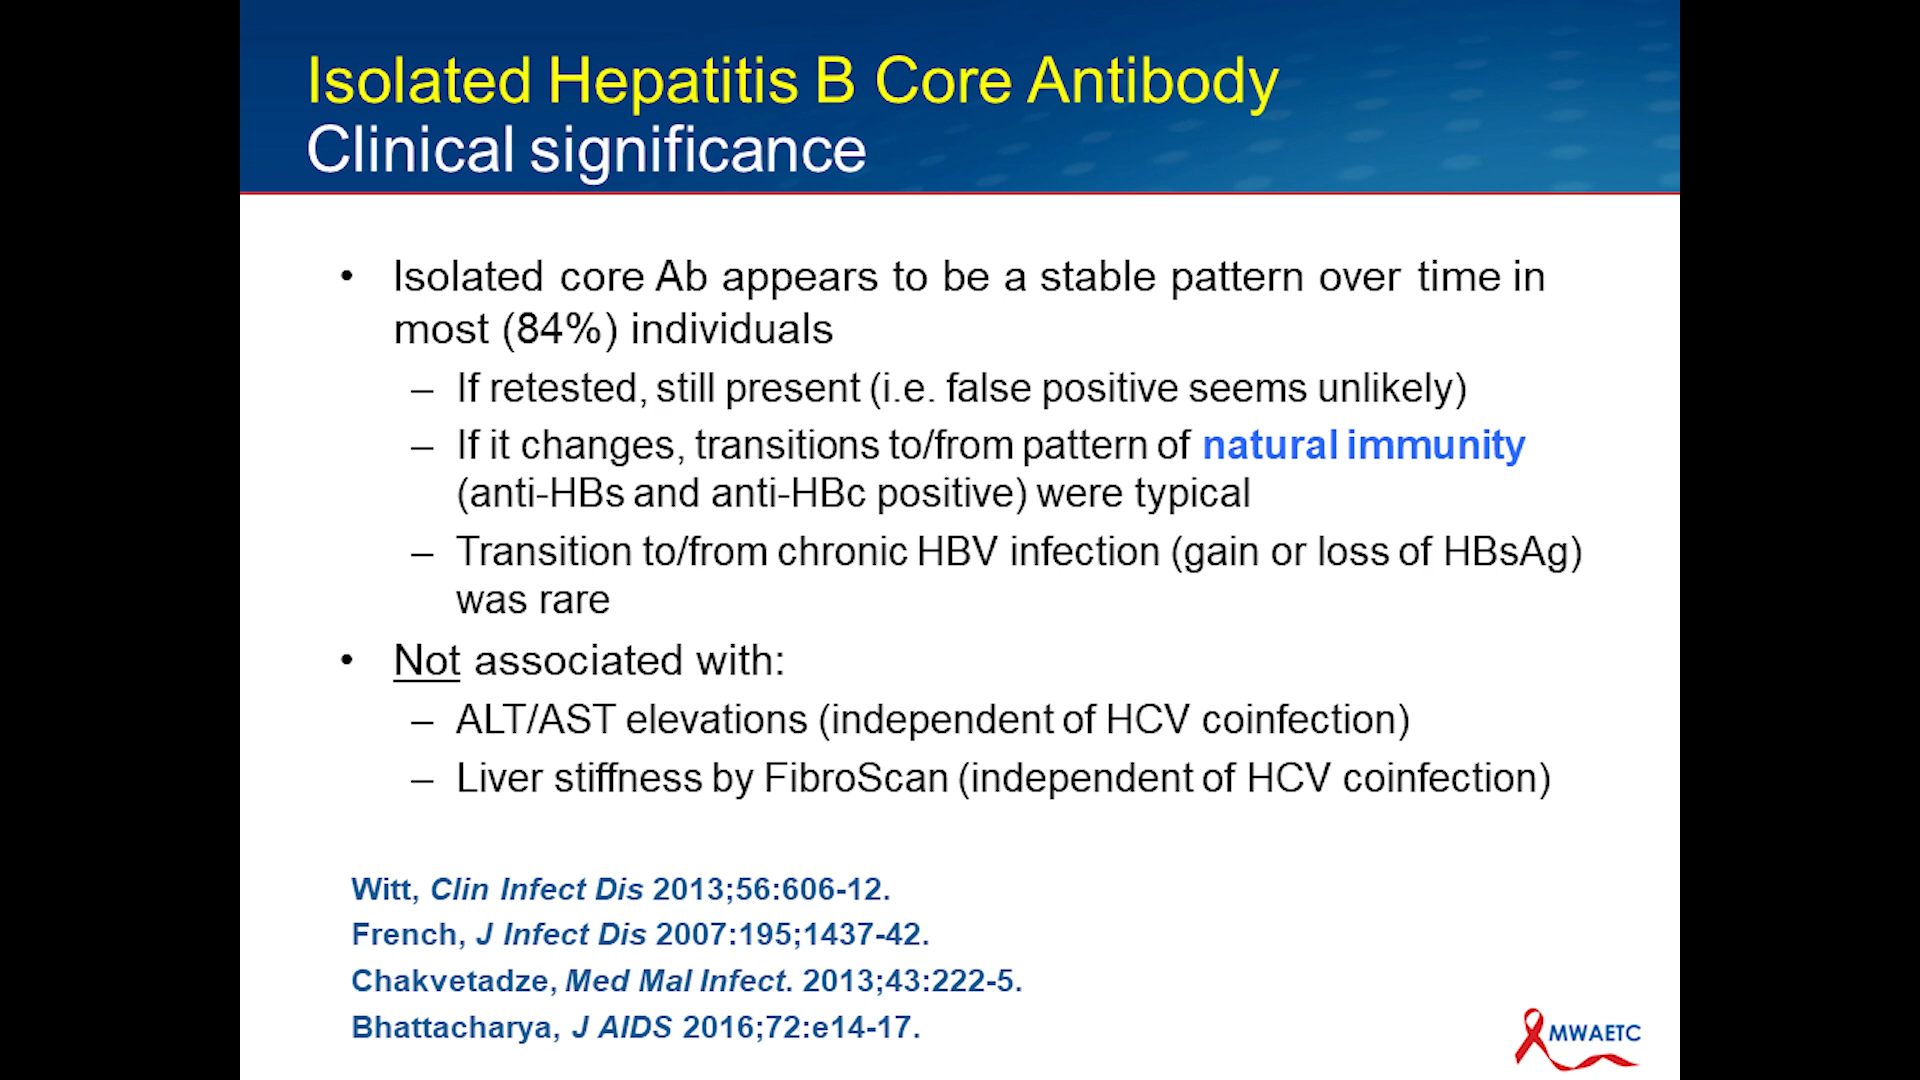 Isolated Hepatitis B Core Antibody
Clinical significance
• Isolated core Ab appears to be a stable pattern over time in
most (84%) individuals
– If retested, still present (i.e. false positive seems unlikely)
– If it changes, transitions to/from pattern of natural immunity
(anti-HBs and anti-HBc positive) were typical
– Transition to/from chronic HBV infection (gain or loss of HBsAg)
was rare
• Not associated with:
– ALT/AST elevations (independent of HCV coinfection)
– Liver stiffness by FibroScan (independent of HCV coinfection)
Witt, Clin Infect Dis 2013;56:606-12.
French, J Infect Dis 2007:195;1437-42.
Chakvetadze, Med Mal Infect. 2013;43:222-5.
Bhattacharya, J AIDS 2016;72:e14-17.
MWAETC